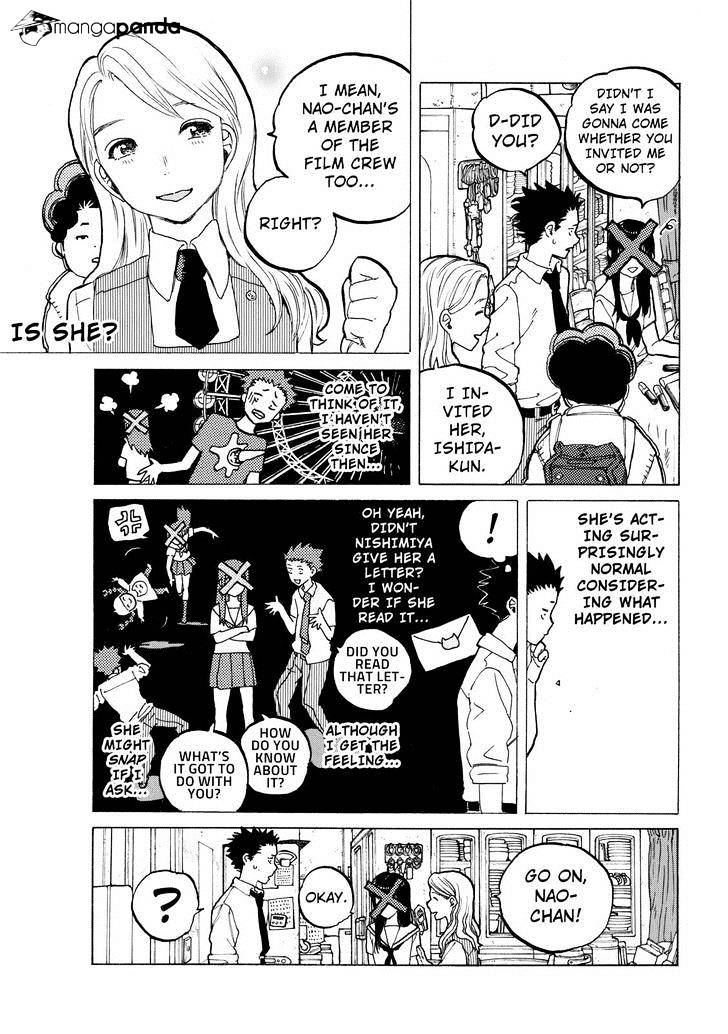 mangapanda
DIDN'T I
SAY I WAS
GONNA COME
WHETHER YOU
INVITED ME
OR NOT?
D-DID
YOU?
I IN-
VITED
HER,
ISHIDA-
KUN.
I MEAN,
NAO-CHAN'S
A MEMBER
OF THE
FILM CREW
TOO...
RIGHT?
IS SHE?
COME TO
THINK OF IT,
I HAVEN'T
SEEN HER
SINCE
THEN...
SHE'S ACT-
ING SUR-
PRISINGLY
NORMAL
CONSIDER-
ING WHAT
HAPPENED...
!
OH YEAH,
DIDN'T
NISHIMIYA
GIVE HER A
LETTER?
I WON-
DER IF SHE
READ IT...
DID YOU
READ
THAT LET-
TER?
ALTHOUGH
I GET THE
FEELING...
HOW
DO YOU
KNOW
ABOUT
IT?
WHAT'S
IT GOT TO
DO WITH
YOU?
SHE
MIGHT
SNAP
IF I
ASK...
GO ON,
NAO-
CHAN!
OKAY.
?